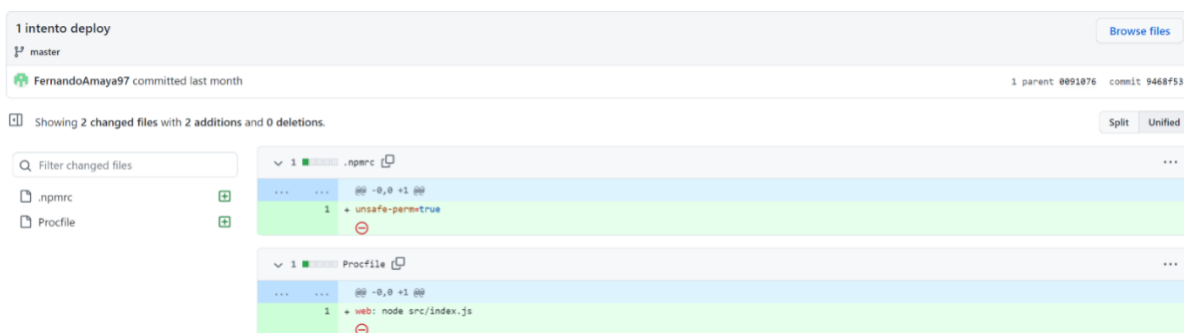 1 intento deploy
Browse files
master
FernandoAmaya97 committed last month
1 parent 0091076 commit 9468f53
Showing 2 changed files with 2 additions and 0 deletions.
Split Unified
Filter changed files
.npmrc
Procfile
1 .npmrc
... ... @@ -0,0 +1 @@
1 + unsafe-perm=true
1 Procfile
... ... @@ -0,0 +1 @@
1 + web: node src/index.js